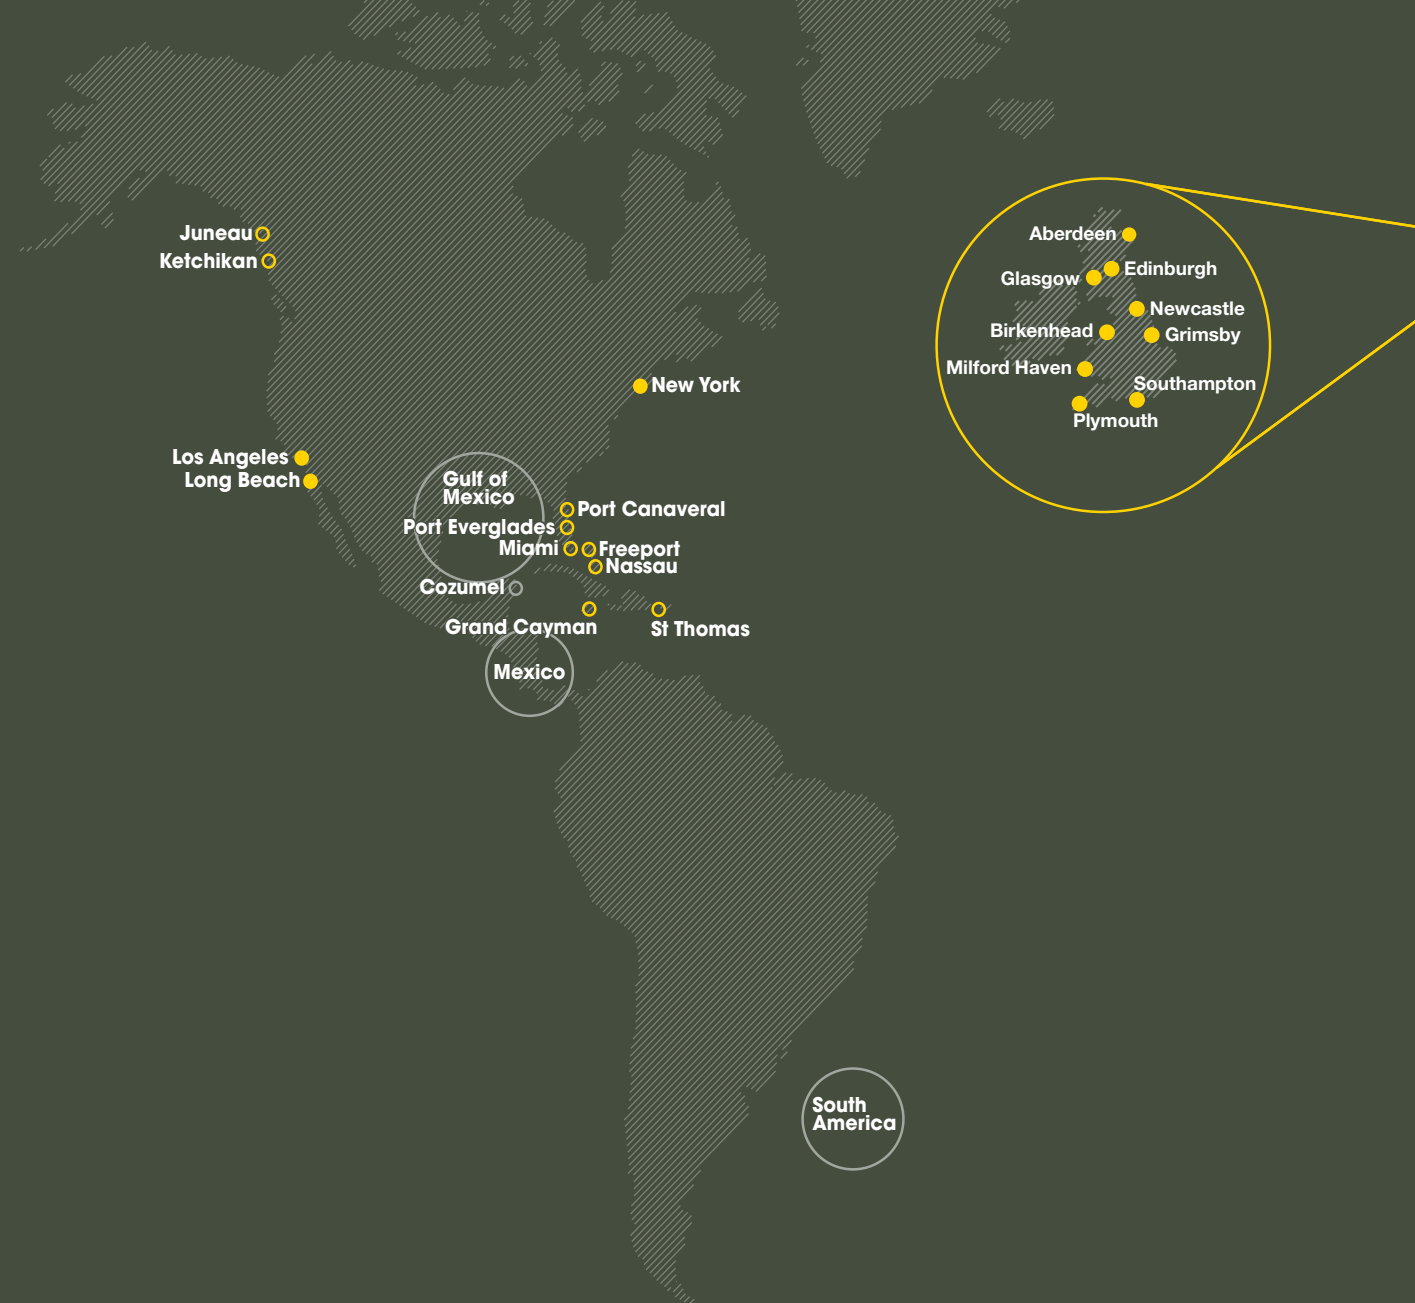 Juneau
Ketchikan
Aberdeen
Edinburgh
Glasgow
Newcastle
Birkenhead
Grimsby
Milford Haven
Southampton
Plymouth
New York
Los Angeles
Long Beach
Gulf of
Mexico
Port Canaveral
Port Everglades
Miami
Freeport
Nassau
Cozumel
Grand Cayman
St Thomas
Mexico
South
America